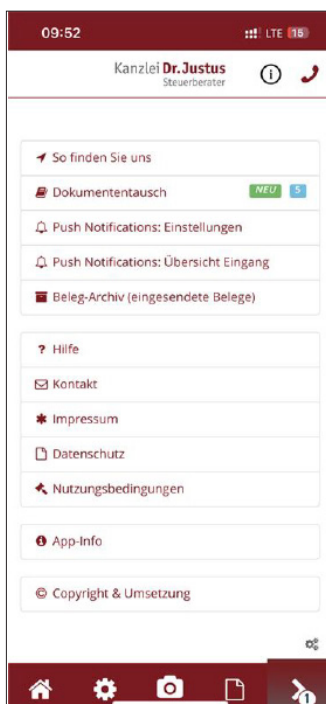 09:52 LTE 15
Kanzlei Dr. Justus
Steuerberater
So finden Sie uns
Dokumententausch NEU 5
Push Notifications: Einstellungen
Push Notifications: Übersicht Eingang
Beleg-Archiv (eingesendete Belege)
? Hilfe
Kontakt
Impressum
Datenschutz
Nutzungsbedingungen
App-Info
© Copyright & Umsetzung
1